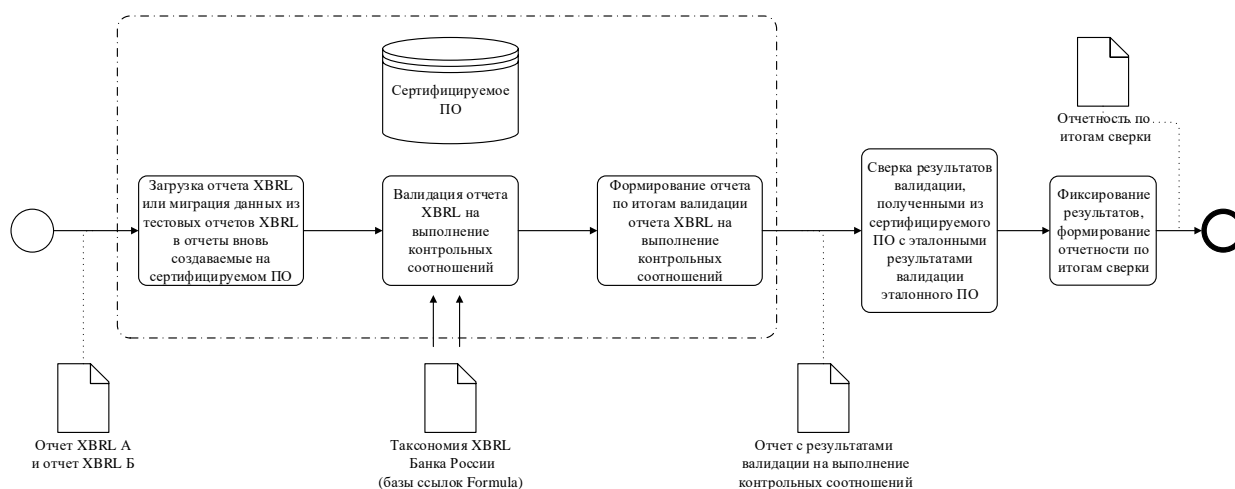 Сертифицируемое
ПО
Отчетность по
итогам сверки
Загрузка отчета XBRL
или миграция данных из
тестовых отчетов XBRL
в отчеты вновь
создаваемые на
сертифицируемом ПО
Валидация отчета
XBRL на
выполнение
контрольных
соотношений
Формирование отчета
по итогам валидации
отчета XBRL на
выполнение
контрольных
соотношений
Сверка результатов
валидации,
полученными из
сертифицируемого
ПО с эталонными
результатами
валидации
эталонного ПО
Фиксирование
результатов,
формирование
отчетности по
итогам сверки
Отчет XBRL А
и отчет XBRL Б
Таксономия XBRL
Банка России
(базы ссылок Formula)
Отчет с результатами
валидации на выполнение
контрольных соотношений